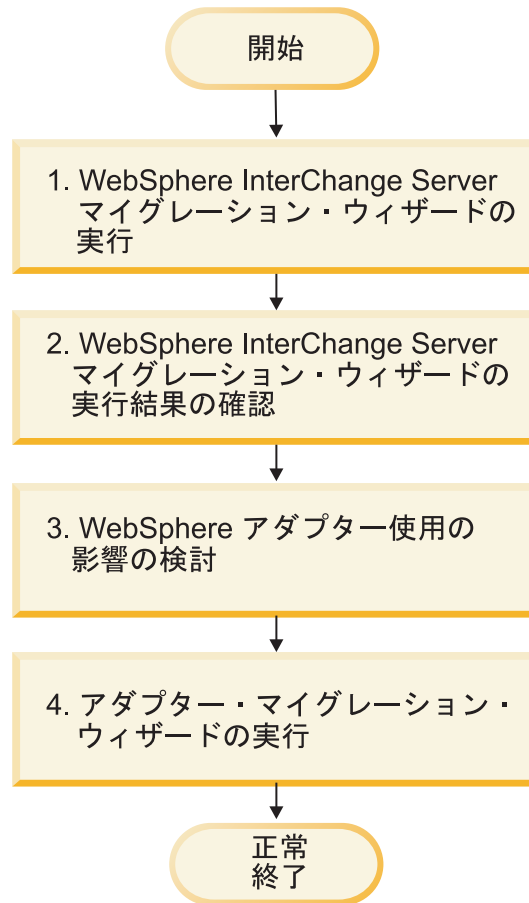 開始
1. WebSphere InterChange Server
マイグレーション・ウィザードの
実行
2. WebSphere InterChange Server
マイグレーション・ウィザードの
実行結果の確認
3. WebSphere アダプター使用の
影響の検討
4. アダプター・マイグレーション・
ウィザードの実行
正常
終了